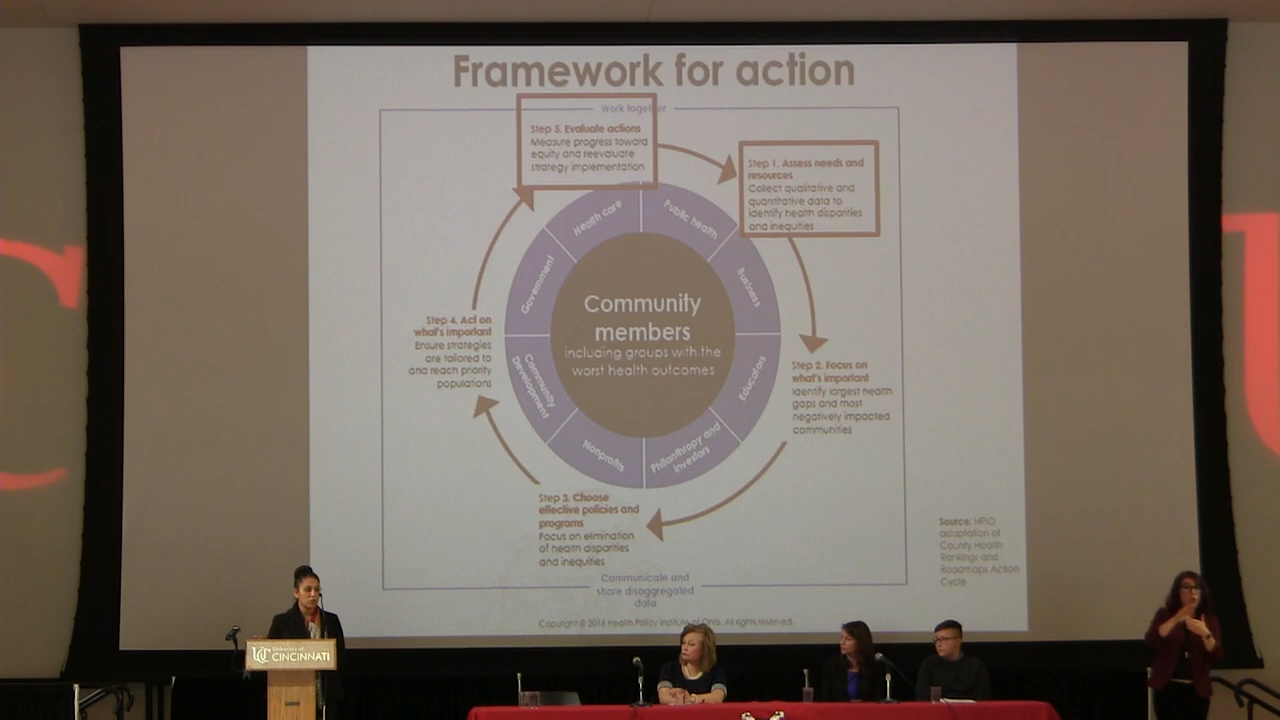 Framework for action
Work together
Step 5. Evaluate actions
Measure progress toward
equity and reevaluate
strategy implementation
Step 1. Assess needs and
resources
Collect qualitative and
quantitative data to
identify health disparities
and inequities
Health care
Public health
Government
Business
Community
members
including groups with the
worst health outcomes
Step 4. Act on
what's important
Ensure strategies
are tailored to
and reach priority
populations
Step 2. Focus on
what's important
Identify largest health
gaps and most
negatively impacted
communities
Community
Development
Educators
Nonprofits
Philanthropy and
investors
Step 3. Choose
effective policies and
programs
Focus on elimination
of health disparities
and inequities
Source: HPIO
adaptation of
County Health
Rankings and
Roadmaps Action
Cycle
Communicate and
share disaggregated
data
Copyright © 2018 Health Policy Institute of Ohio. All rights reserved.
C
U
UC
University of
CINCINNATI